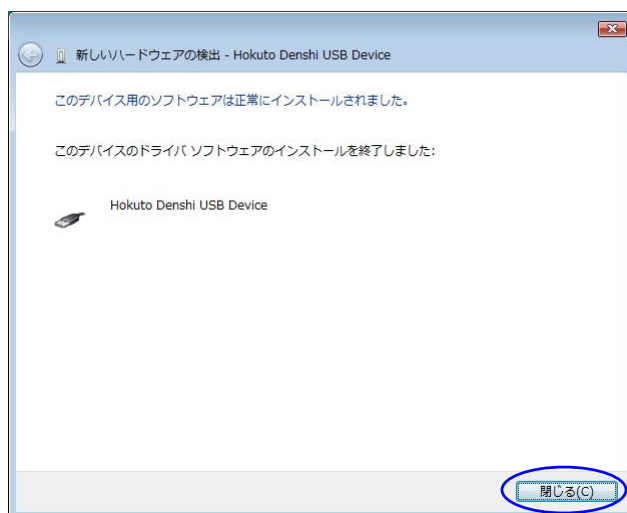 新しいハードウェアの検出 - Hokuto Denshi USB Device
このデバイス用のソフトウェアは正常にインストールされました。
このデバイスのドライバ ソフトウェアのインストールを終了しました:
Hokuto Denshi USB Device
閉じる(C)